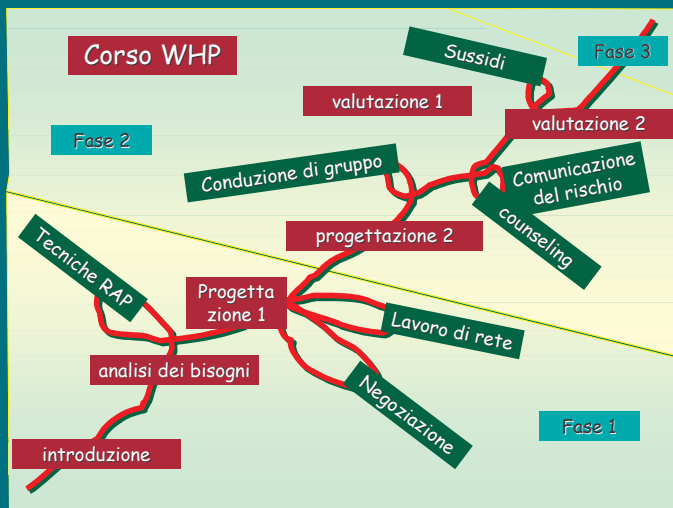 Corso WHP
Sussidi
Fase 3
valutazione 1
valutazione 2
Fase 2
Conduzione di gruppo
Comunicazione
del rischio
counseling
progettazione 2
Tecniche RAP
Progetta
zione 1
Lavoro di rete
analisi dei bisogni
Negoziazione
Fase 1
introduzione